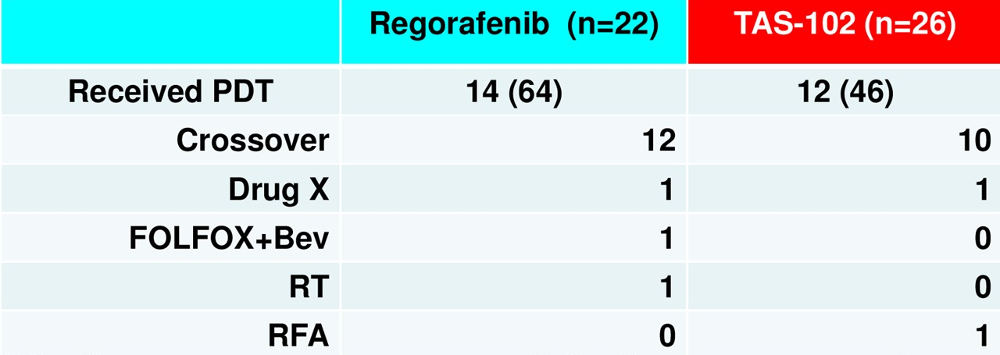 Regorafenib (n=22) TAS-102 (n=26)
Received PDT 14 (64) 12 (46)
Crossover 12 10
Drug X 1 1
FOLFOX+Bev 1 0
RT 1 0
RFA 0 1